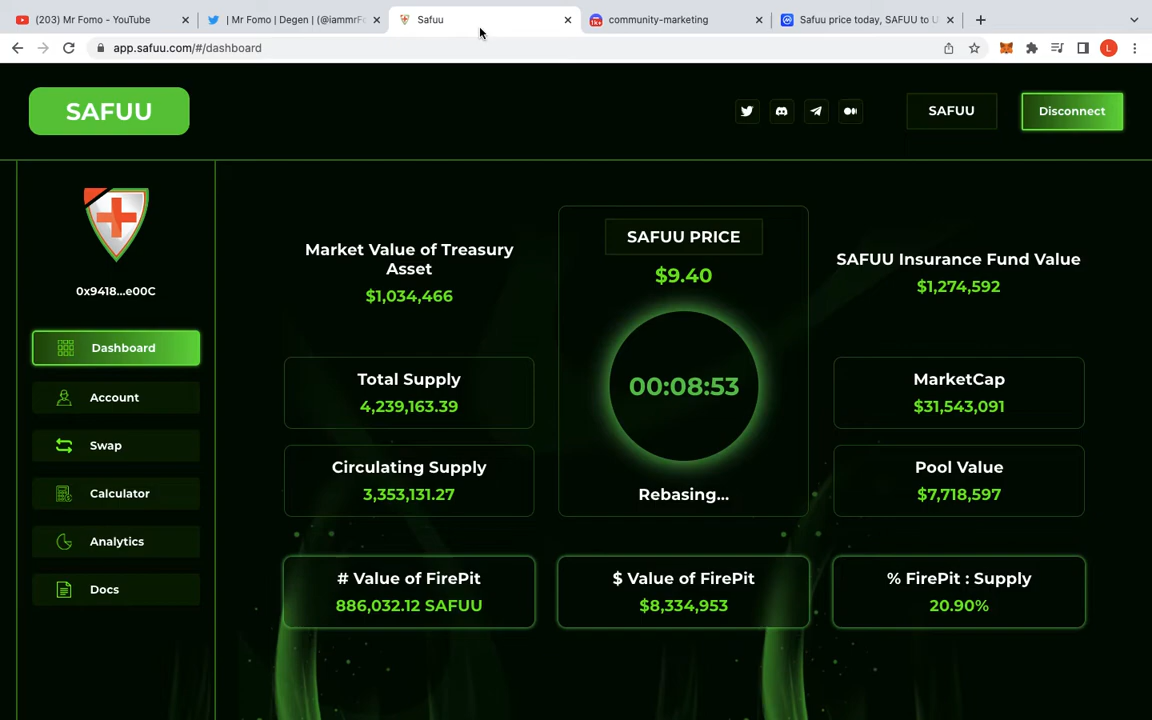 (203) Mr Fomo - YouTube
| Mr Fomo | Degen | (@iammrF
Safuu
1k+
community-marketing
Safuu price today, SAFUU to U
app.safuu.com/#/dashboard
L
SAFUU
SAFUU
Disconnect
0x9418...e00C
Dashboard
Account
Swap
Calculator
Analytics
Docs
Market Value of Treasury
Asset
$1,034,466
SAFUU PRICE
$9.40
00:08:53
Rebasing...
SAFUU Insurance Fund Value
$1,274,592
Total Supply
4,239,163.39
MarketCap
$31,543,091
Circulating Supply
3,353,131.27
Pool Value
$7,718,597
# Value of FirePit
886,032.12 SAFUU
$ Value of FirePit
$8,334,953
% FirePit : Supply
20.90%